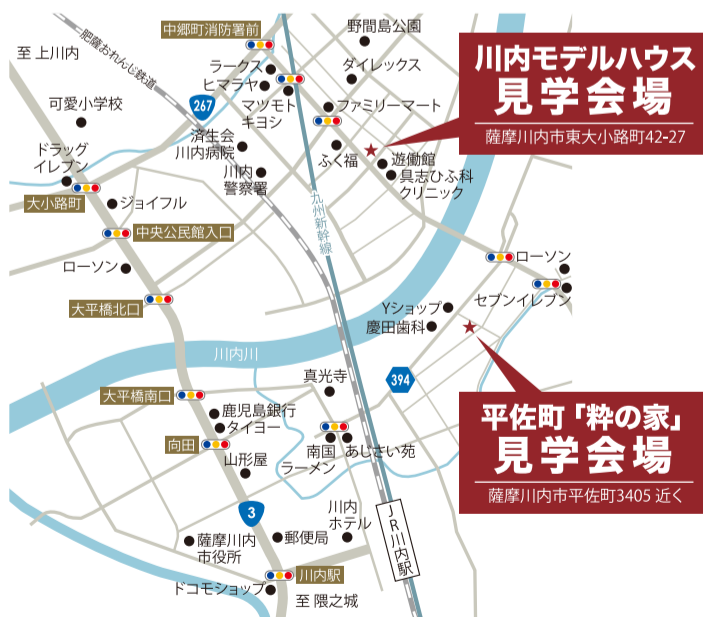 中郷町消防署前
野間島公園
至 上川内
肥薩おれんじ鉄道
ラークス
ヒマラヤ
ダイレックス
可愛小学校
267
マツモト
キヨシ
ファミリーマート
川内モデルハウス
見学会場
薩摩川内市東大小路町42-27
済生会
川内病院
ドラッグ
イレブン
川内
警察署
ふく福
遊働館
具志ひふ科
クリニック
大小路町
ジョイフル
九州新幹線
中央公民館入口
ローソン
ローソン
セブンイレブン
大平橋北口
Yショップ
慶田歯科
川内川
真光寺
394
大平橋南口
鹿児島銀行
タイヨー
平佐町「粋の家」
見学会場
薩摩川内市平佐町3405 近く
向田
南国
ラーメン
あじさい苑
山形屋
3
川内
ホテル
JR川内駅
薩摩川内
市役所
郵便局
川内駅
ドコモショップ
至 隈之城